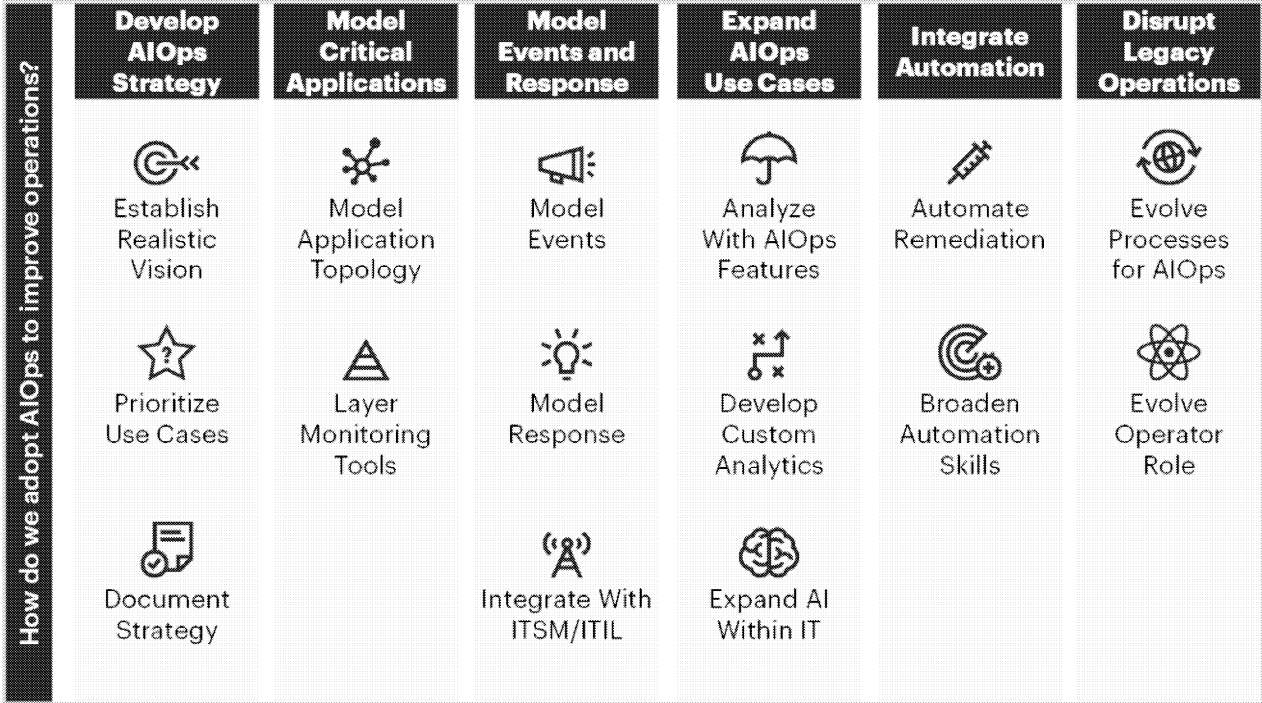 How do we adopt AIOps to improve operations?
Develop
AIOps
Strategy
Establish
Realistic
Vision
?
Prioritize
Use Cases
Document
Strategy
Model
Critical
Applications
Model
Application
Topology
Layer
Monitoring
Tools
Model
Events and
Response
Model
Events
Model
Response
Integrate With
ITSM/ITIL
Expand
AIOps
Use Cases
Analyze
With AIOps
Features
Develop
Custom
Analytics
Expand AI
Within IT
Integrate
Automation
Automate
Remediation
Broaden
Automation
Skills
Disrupt
Legacy
Operations
Evolve
Processes
for AIOps
Evolve
Operator
Role